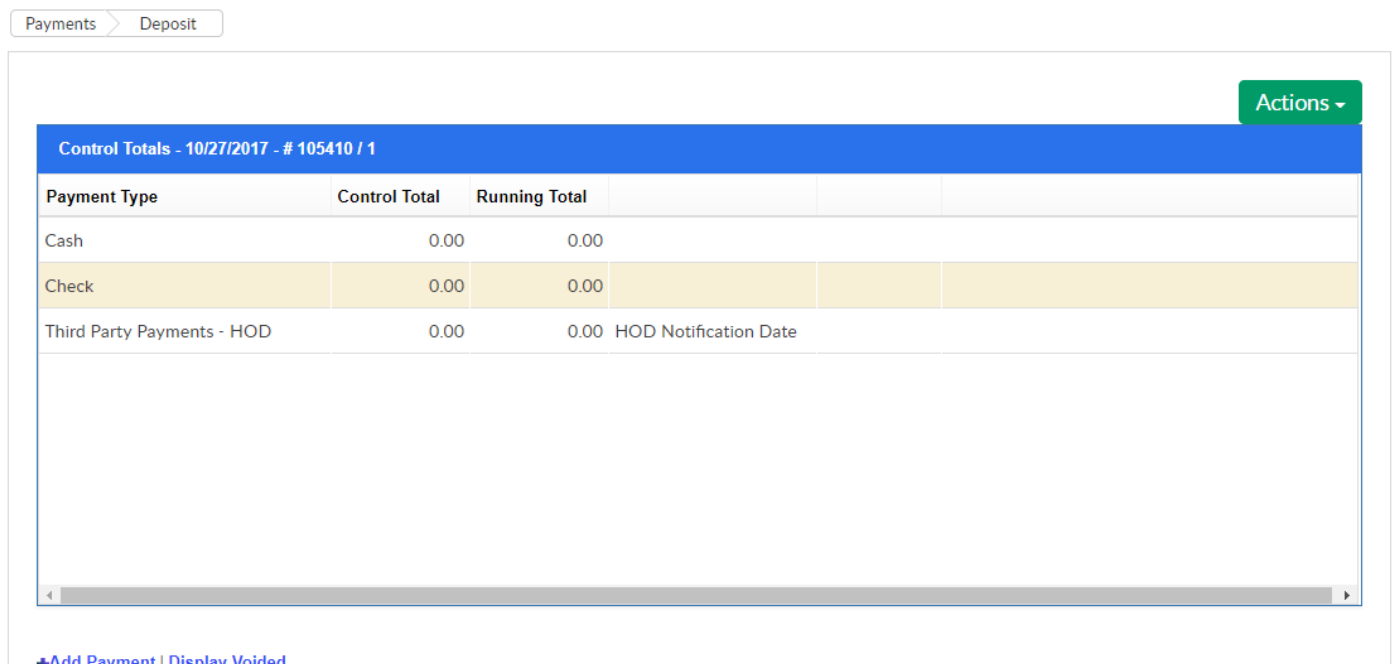 Payments Deposit
Actions
Control Totals - 10/27/2017 - # 105410 / 1
Payment Type Control Total Running Total
Cash 0.00 0.00
Check 0.00 0.00
Third Party Payments - HOD 0.00 0.00 HOD Notification Date
+Add Payment | Display Voided